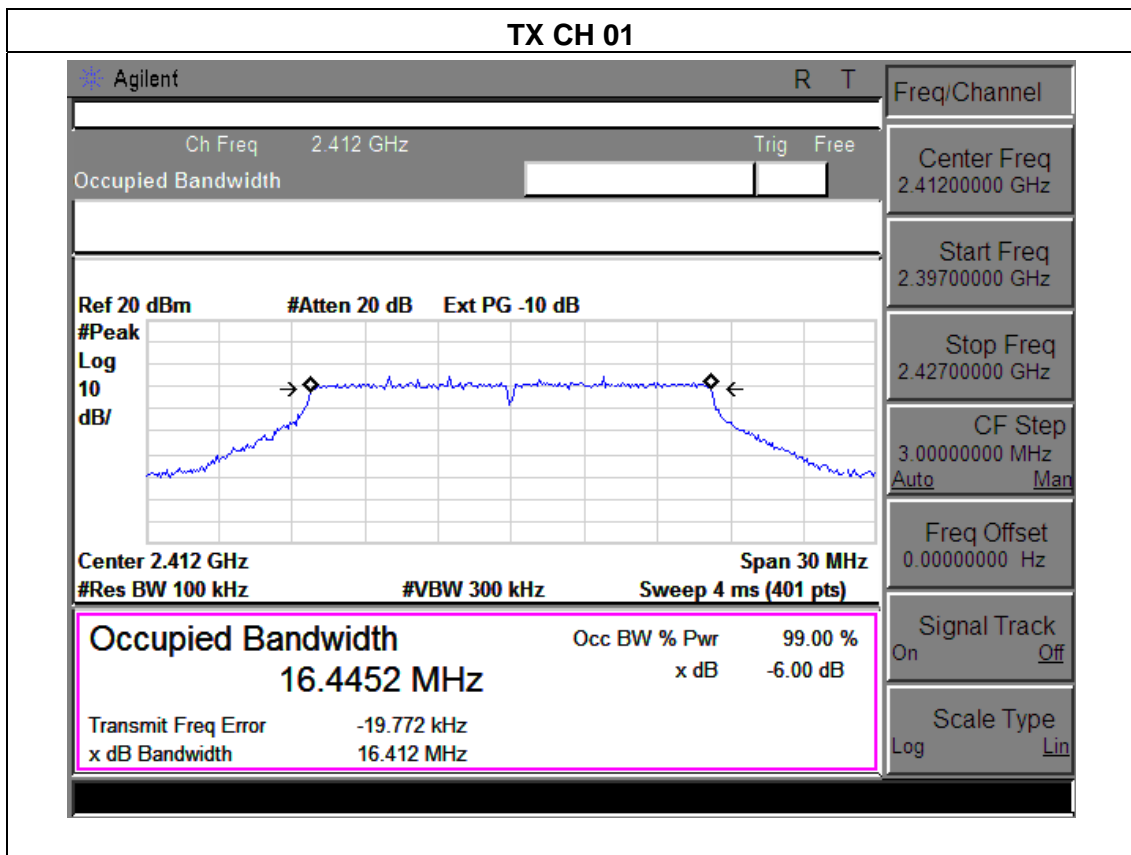 TX CH 01
Agilent R T
Freq/Channel
Ch Freq 2.412 GHz Trig Free
Occupied Bandwidth
Center Freq
2.41200000 GHz
Start Freq
2.39700000 GHz
Stop Freq
2.42700000 GHz
CF Step
3.00000000 MHz
Auto Man
Freq Offset
0.00000000 Hz
Signal Track
On Off
Scale Type
Log Lin
Ref 20 dBm #Atten 20 dB Ext PG -10 dB
#Peak
Log
10
dB/
Center 2.412 GHz Span 30 MHz
#Res BW 100 kHz #VBW 300 kHz Sweep 4 ms (401 pts)
Occupied Bandwidth Occ BW % Pwr 99.00 %
16.4452 MHz x dB -6.00 dB
Transmit Freq Error -19.772 kHz
x dB Bandwidth 16.412 MHz